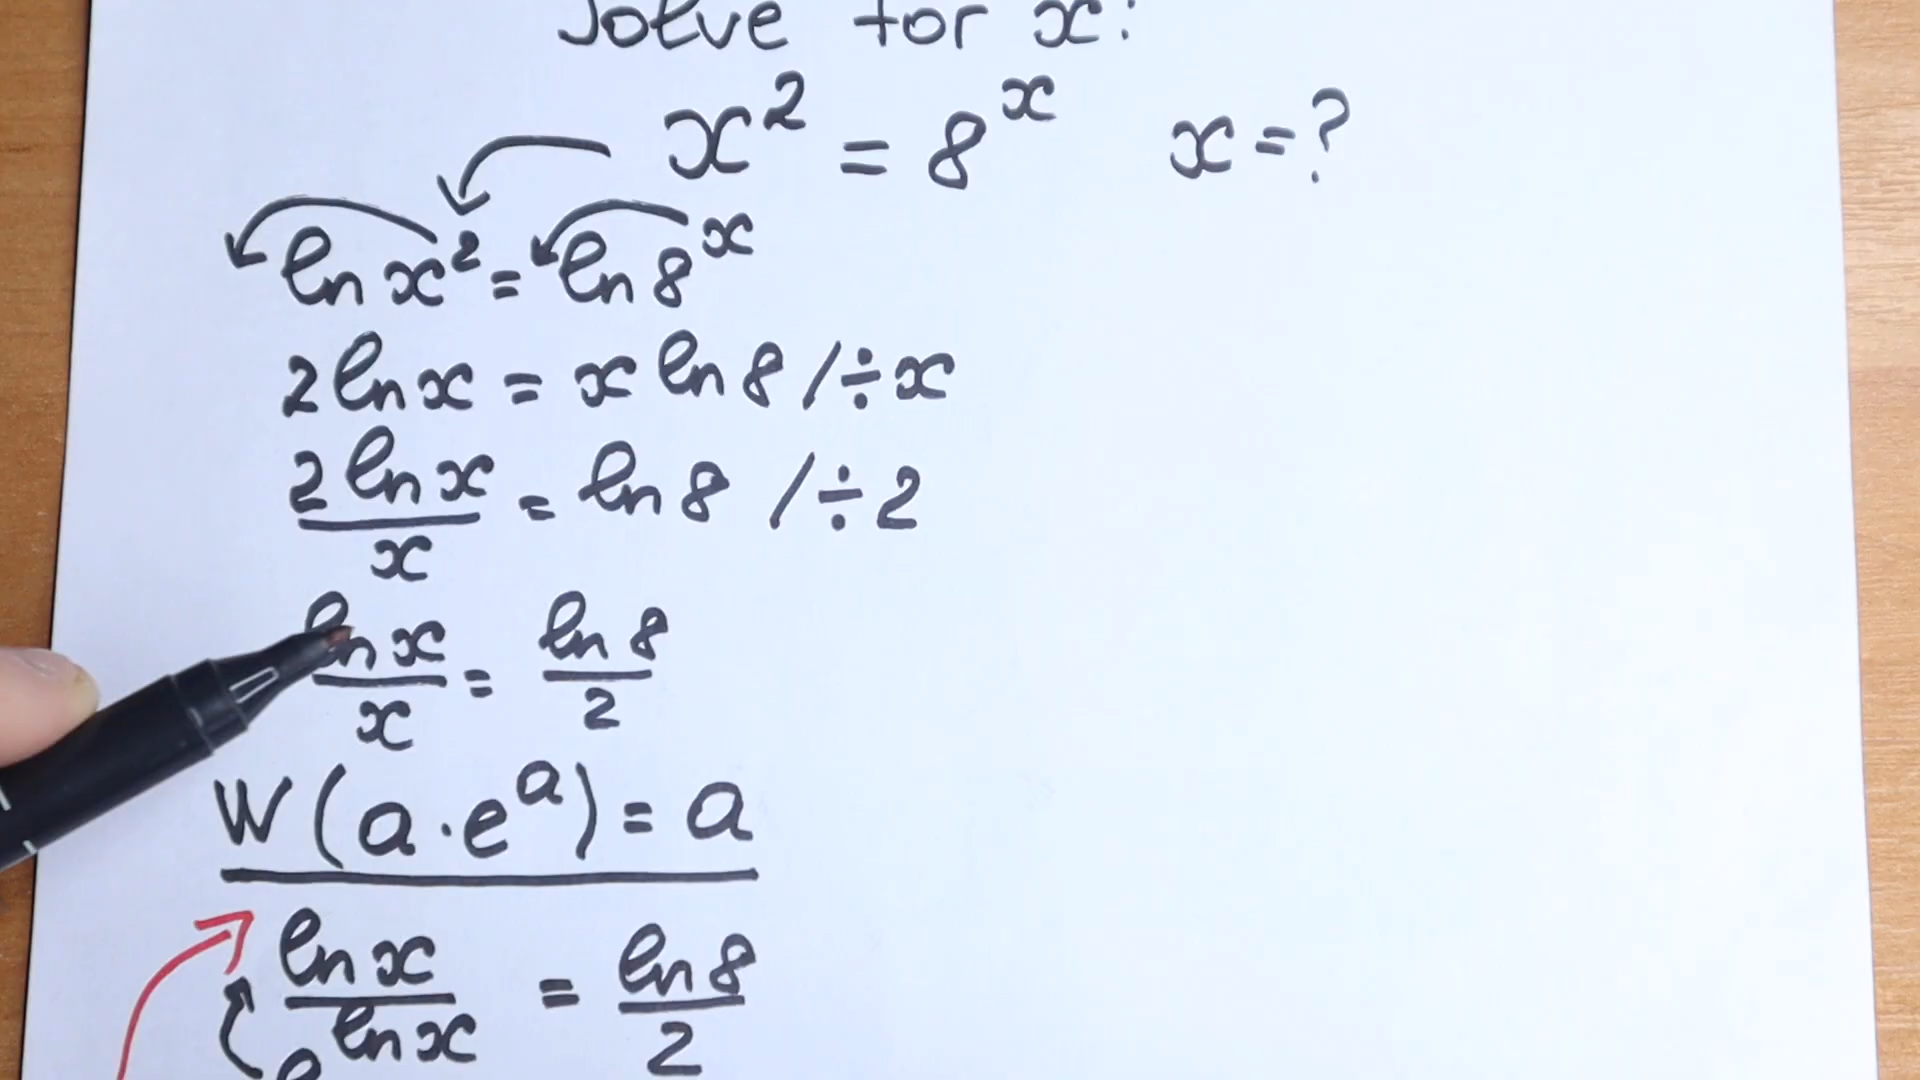 Solve for x:
x² = 8ˣ x=?
ln x² = ln 8ˣ
2 ln x = x ln 8 / ÷ x
2 ln x / x = ln 8 / ÷ 2
ln x / x = ln 8 / 2
W (a · eᵃ) = a
ln x / e^(ln x) = ln 8 / 2